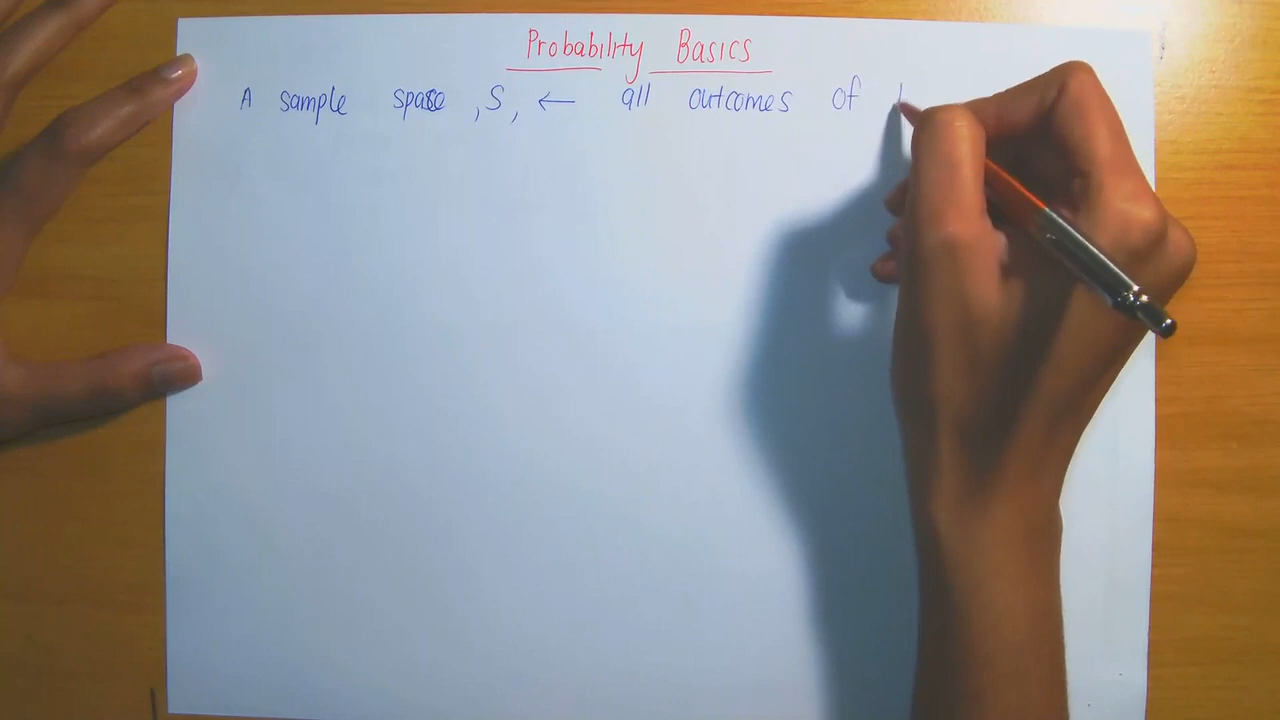 Probability Basics
A sample space , S , ← all outcomes of